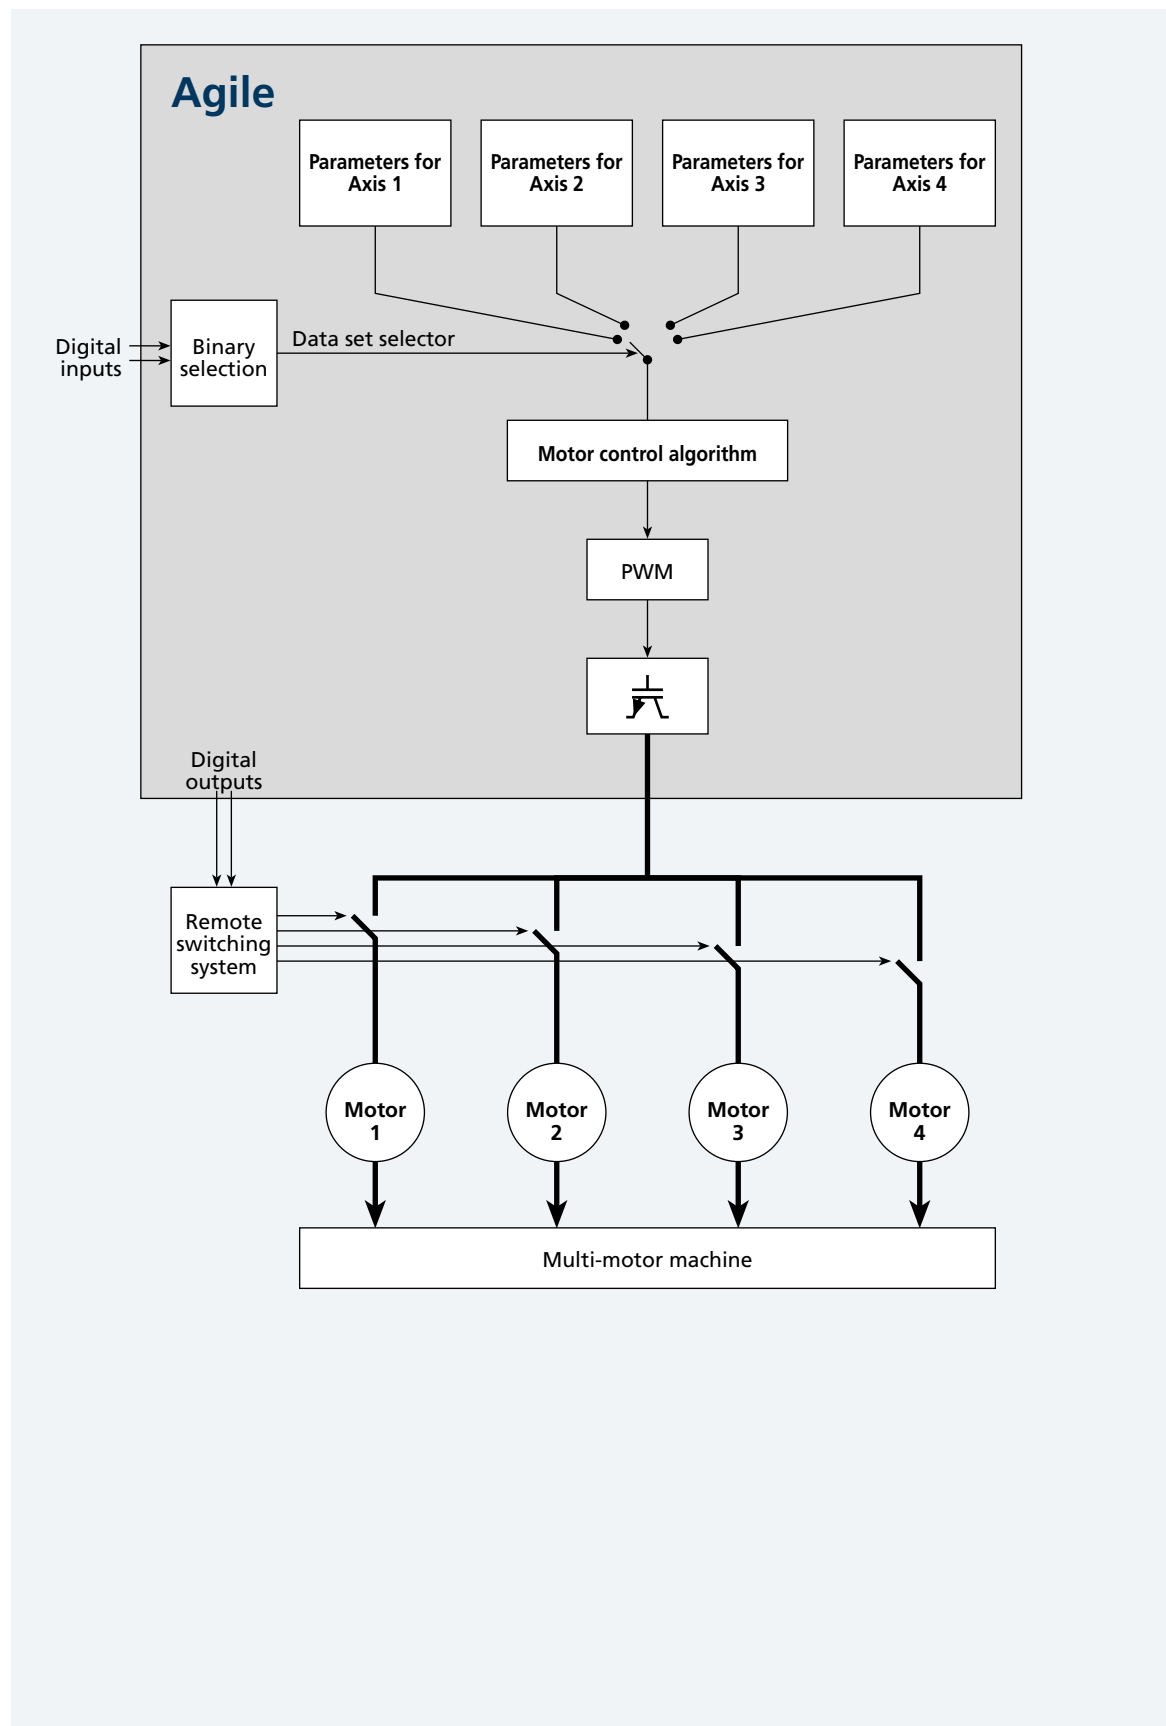 Agile
Parameters for
Axis 1
Parameters for
Axis 2
Parameters for
Axis 3
Parameters for
Axis 4
Digital
inputs
Binary
selection
Data set selector
Motor control algorithm
PWM
Digital
outputs
Remote
switching
system
Motor
1
Motor
2
Motor
3
Motor
4
Multi-motor machine